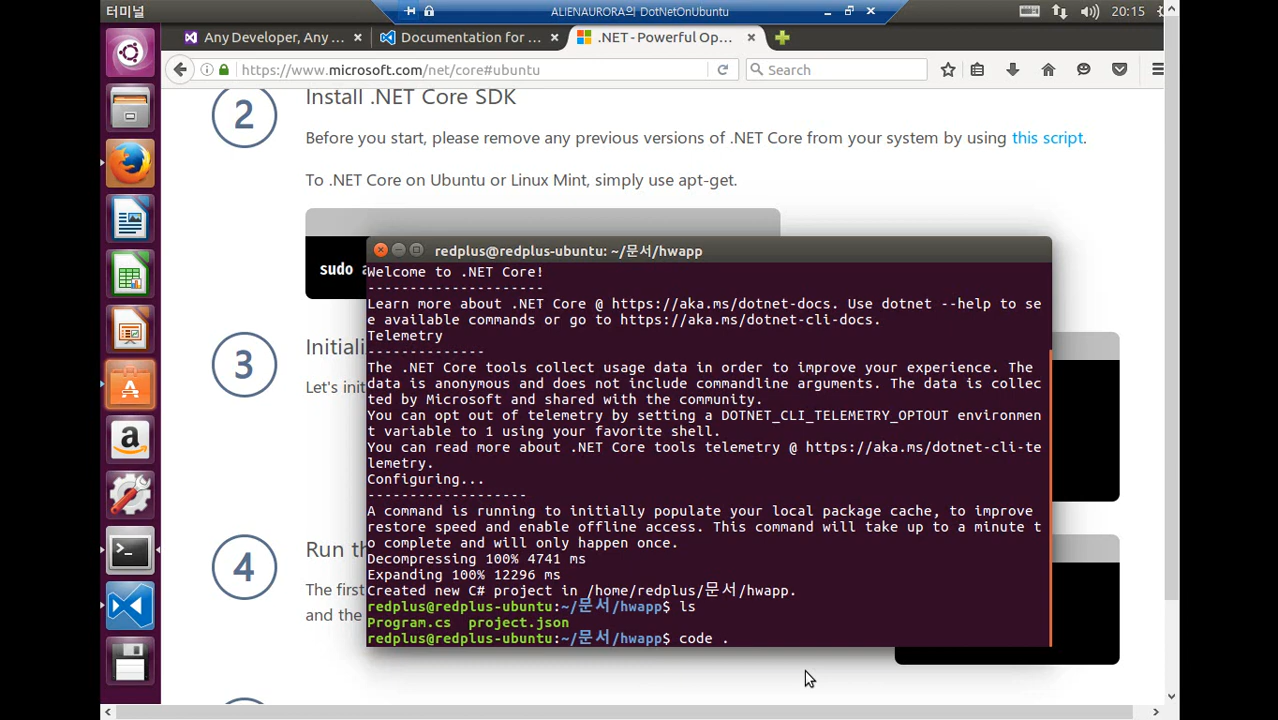 터미널
ALIENAURORA의 DotNetOnUbuntu
20:15
Any Developer, Any ...
Documentation for ...
.NET - Powerful Op...
https://www.microsoft.com/net/core#ubuntu
Search
2
Install .NET Core SDK
Before you start, please remove any previous versions of .NET Core from your system by using this script.
To .NET Core on Ubuntu or Linux Mint, simply use apt-get.
sudo a
redplus@redplus-ubuntu: ~/문서/hwapp
Welcome to .NET Core!
---------------------
Learn more about .NET Core @ https://aka.ms/dotnet-docs. Use dotnet --help to se
e available commands or go to https://aka.ms/dotnet-cli-docs.
Telemetry
--------------
The .NET Core tools collect usage data in order to improve your experience. The
data is anonymous and does not include commandline arguments. The data is collec
ted by Microsoft and shared with the community.
You can opt out of telemetry by setting a DOTNET_CLI_TELEMETRY_OPTOUT environmen
t variable to 1 using your favorite shell.
You can read more about .NET Core tools telemetry @ https://aka.ms/dotnet-cli-te
lemetry.
Configuring...
-------------------
A command is running to initially populate your local package cache, to improve
restore speed and enable offline access. This command will take up to a minute t
o complete and will only happen once.
Decompressing 100% 4741 ms
Expanding 100% 12296 ms
Created new C# project in /home/redplus/문서/hwapp.
redplus@redplus-ubuntu:~/문서/hwapp$ ls
Program.cs  project.json
redplus@redplus-ubuntu:~/문서/hwapp$ code .
3
Initiali
Let's init
4
Run th
The first
and the